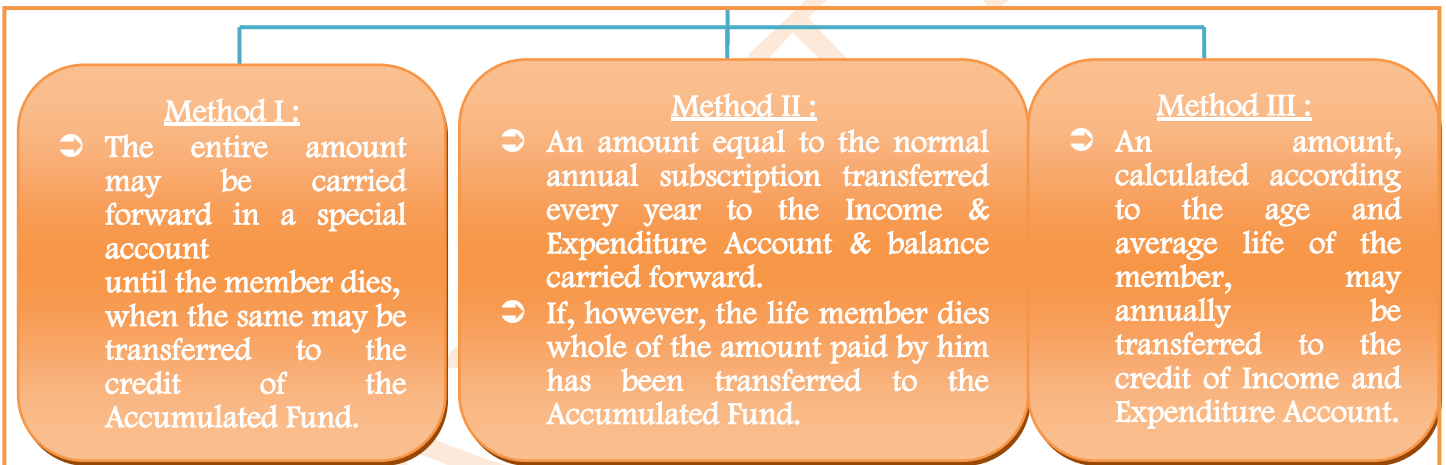 Method I :
➲ The entire amount
may be carried
forward in a special
account
until the member dies,
when the same may be
transferred to the
credit of the
Accumulated Fund.
Method II :
➲ An amount equal to the normal
annual subscription transferred
every year to the Income &
Expenditure Account & balance
carried forward.
➲ If, however, the life member dies
whole of the amount paid by him
has been transferred to the
Accumulated Fund.
Method III :
➲ An amount,
calculated according
to the age and
average life of the
member, may
annually be
transferred to the
credit of Income and
Expenditure Account.